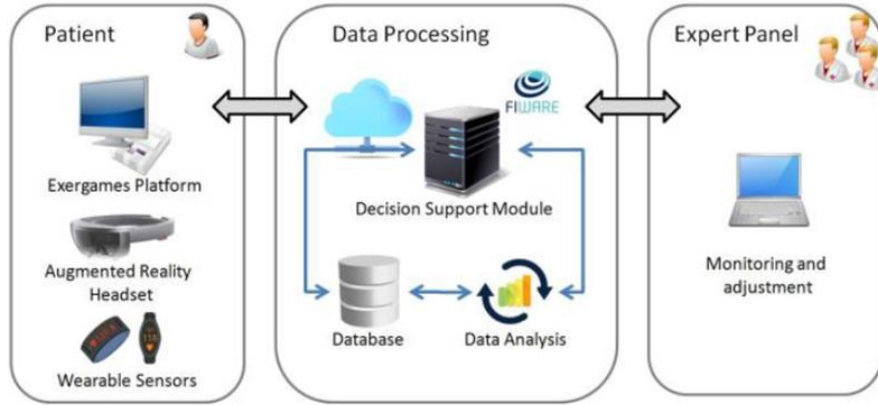 Patient
Exergames Platform
Augmented Reality
Headset
Wearable Sensors
Data Processing
FIWARE
Decision Support Module
Database
Data Analysis
Expert Panel
Monitoring and
adjustment